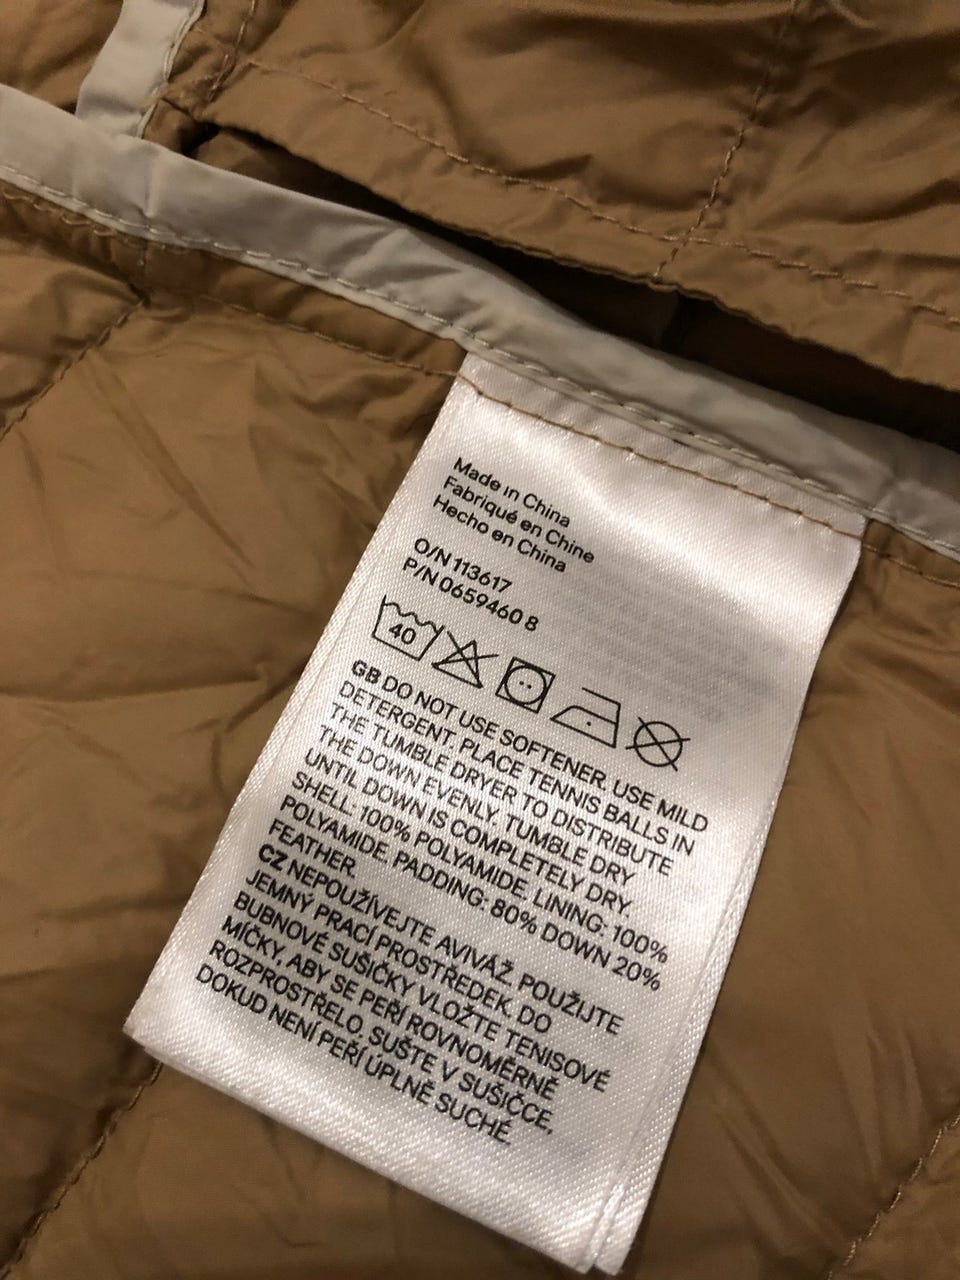 Made in China
Fabriqué en Chine
Hecho en China
O/N 113617
P/N 0659460 8
40
GB DO NOT USE SOFTENER. USE MILD
DETERGENT. PLACE TENNIS BALLS IN
THE TUMBLE DRYER TO DISTRIBUTE
THE DOWN EVENLY. TUMBLE DRY
UNTIL DOWN IS COMPLETELY DRY.
SHELL: 100% POLYAMIDE. LINING: 100%
POLYAMIDE. PADDING: 80% DOWN 20%
FEATHER.
CZ NEPOUŽÍVEJTE AVIVÁŽ. POUŽIJTE
JEMNÝ PRACÍ PROSTŘEDEK. DO
BUBNOVÉ SUŠIČKY VLOŽTE TENISOVÉ
MÍČKY, ABY SE PEŘÍ ROVNOMĚRNĚ
ROZPROSTŘELO. SUŠTE V SUŠIČCE,
DOKUD NENÍ PEŘÍ ÚPLNĚ SUCHÉ.